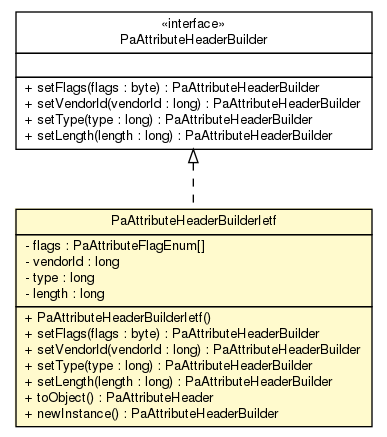 «interface»
PaAttributeHeaderBuilder
+ setFlags(flags : byte) : PaAttributeHeaderBuilder
+ setVendorId(vendorId : long) : PaAttributeHeaderBuilder
+ setType(type : long) : PaAttributeHeaderBuilder
+ setLength(length : long) : PaAttributeHeaderBuilder
PaAttributeHeaderBuilderIetf
- flags : PaAttributeFlagEnum[]
- vendorId : long
- type : long
- length : long
+ PaAttributeHeaderBuilderIetf()
+ setFlags(flags : byte) : PaAttributeHeaderBuilder
+ setVendorId(vendorId : long) : PaAttributeHeaderBuilder
+ setType(type : long) : PaAttributeHeaderBuilder
+ setLength(length : long) : PaAttributeHeaderBuilder
+ toObject() : PaAttributeHeader
+ newInstance() : PaAttributeHeaderBuilder